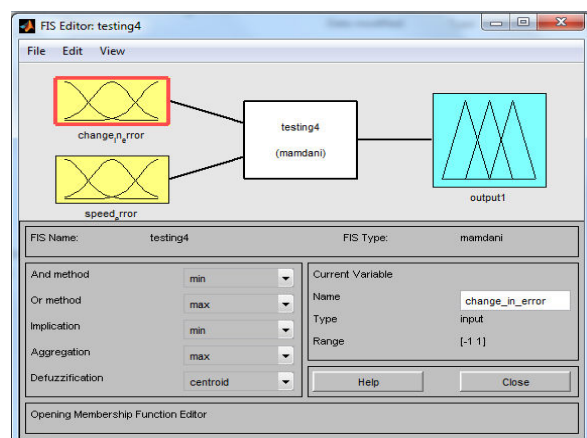 FIS Editor: testing4
File Edit View
change_in_error
testing4
(mamdani)
speed_error
output1
FIS Name: testing4 FIS Type: mamdani
And method min
Or method max
Implication min
Aggregation max
Defuzzification centroid
Current Variable
Name change_in_error
Type input
Range [-1 1]
Help Close
Opening Membership Function Editor